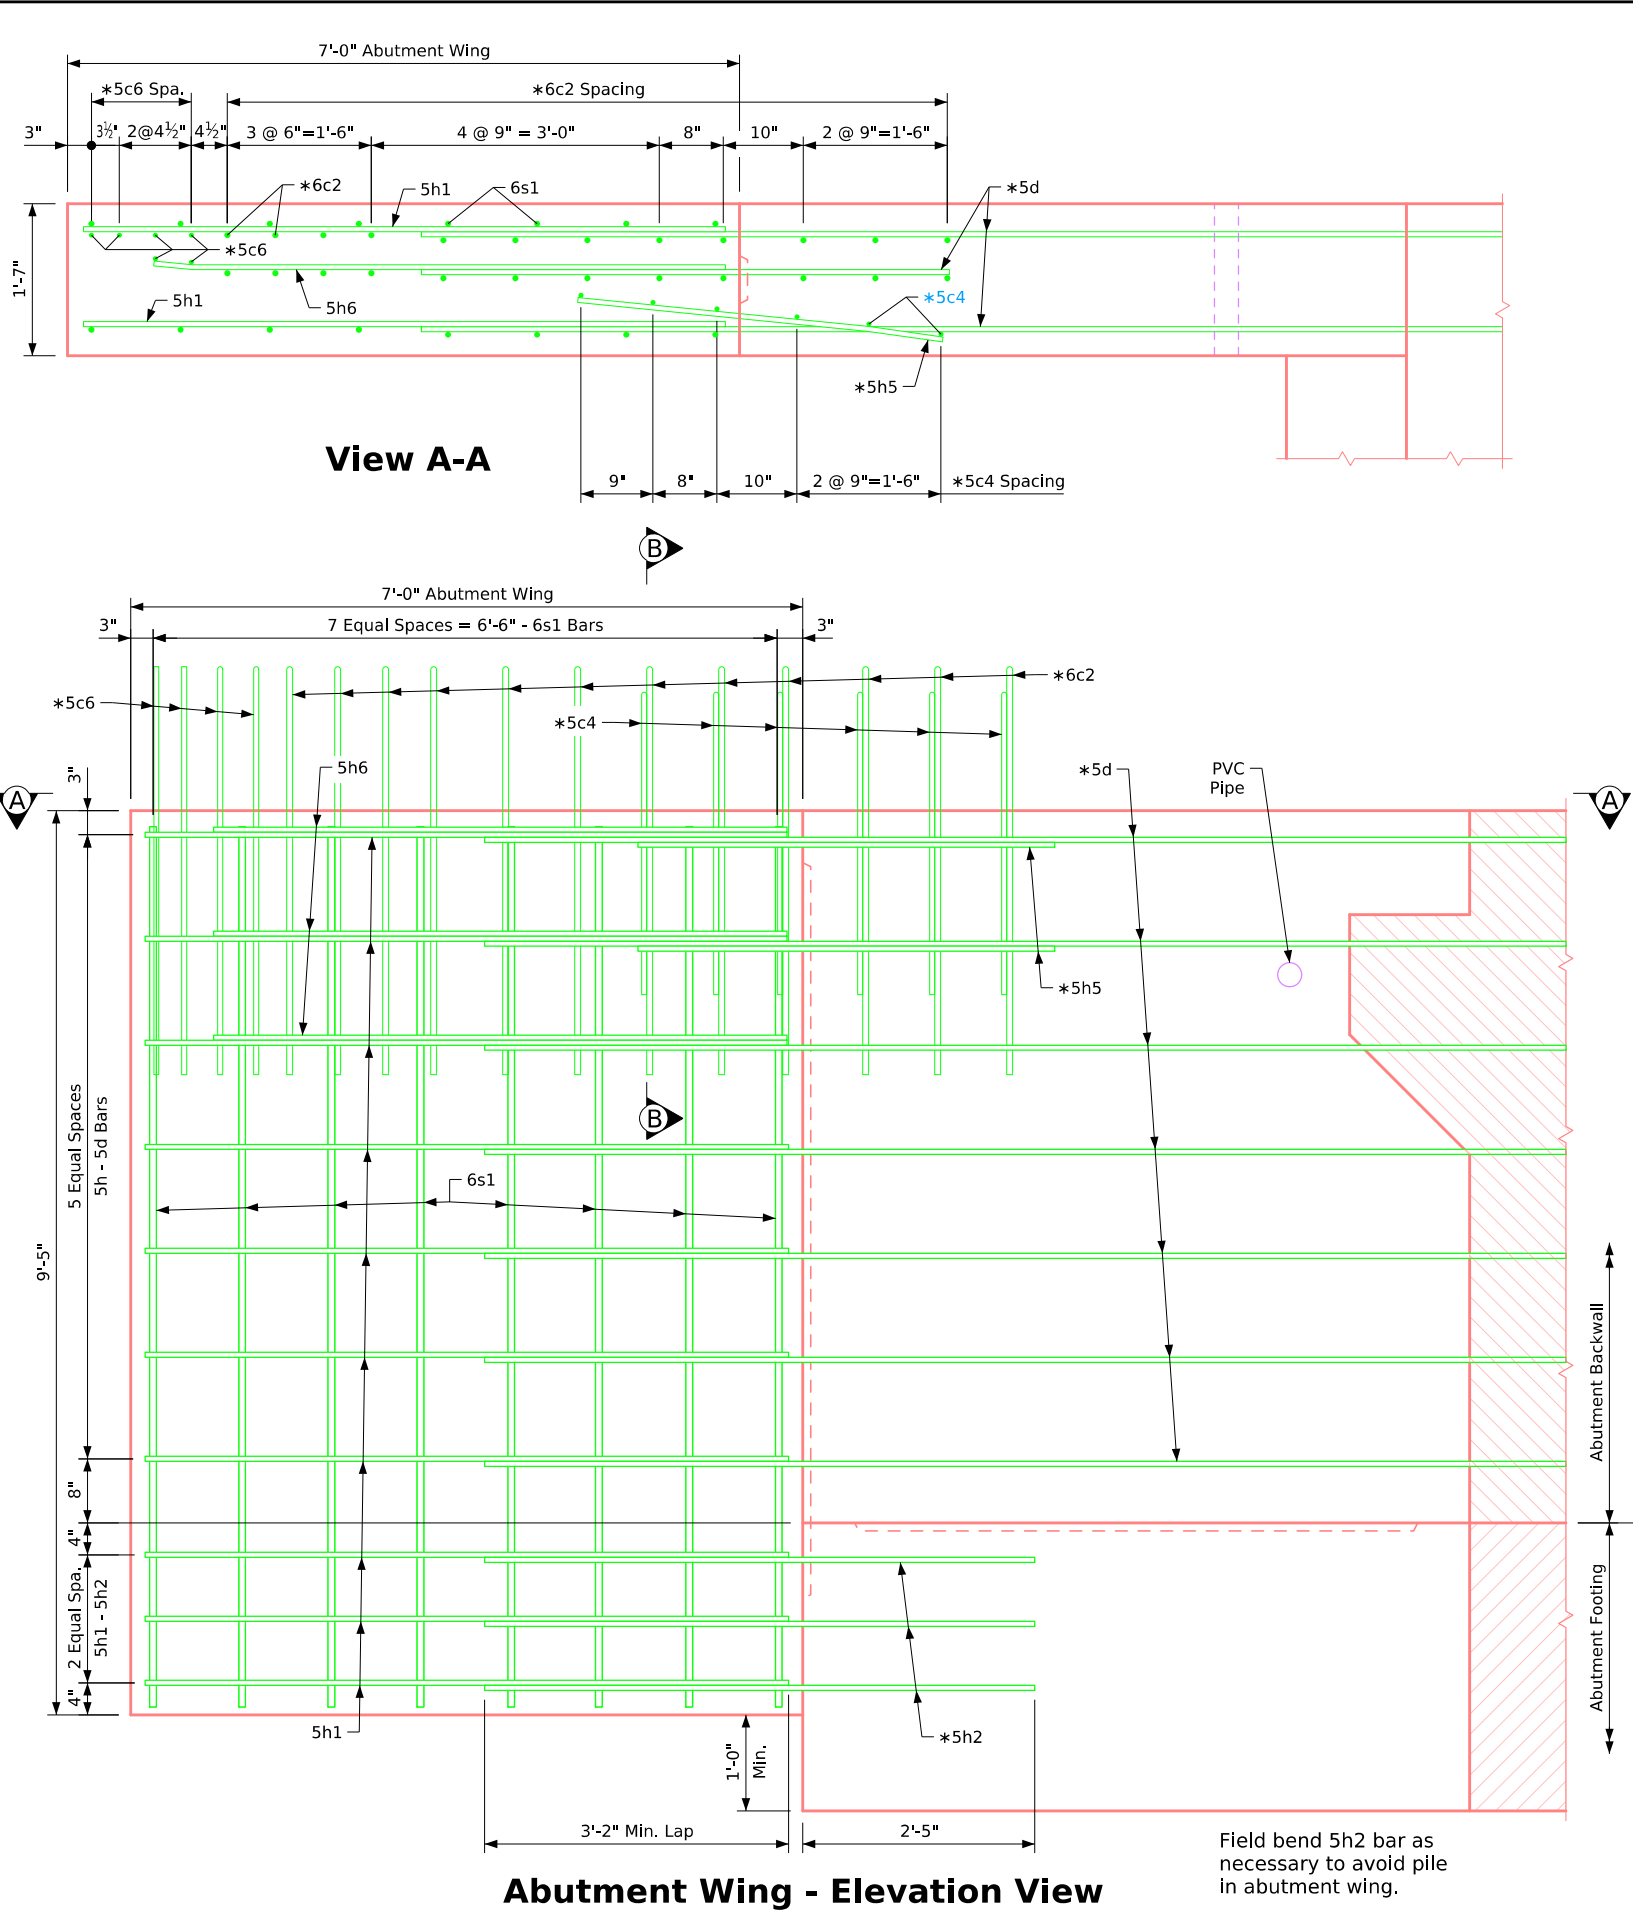 7'-0" Abutment Wing
*5c6 Spa.
*6c2 Spacing
3"
3½"
2@4½"
4½"
3 @ 6"=1'-6"
4 @ 9" = 3'-0"
8"
10"
2 @ 9"=1'-6"
*6c2
5h1
6s1
*5d
*5c6
1'-7"
5h1
5h6
*5c4
*5h5
View A-A
9"
8"
10"
2 @ 9"=1'-6"
*5c4 Spacing
B
7'-0" Abutment Wing
3"
7 Equal Spaces = 6'-6" - 6s1 Bars
3"
*5c6
*6c2
*5c4
3"
5h6
*5d
PVC
Pipe
A
A
*5h5
B
5 Equal Spaces
5h - 5d Bars
6s1
9'-5"
Abutment Backwall
8"
4"
2 Equal Spa.
5h1 - 5h2
4"
Abutment Footing
5h1
*5h2
1'-0"
Min.
3'-2" Min. Lap
2'-5"
Field bend 5h2 bar as
necessary to avoid pile
in abutment wing.
Abutment Wing - Elevation View